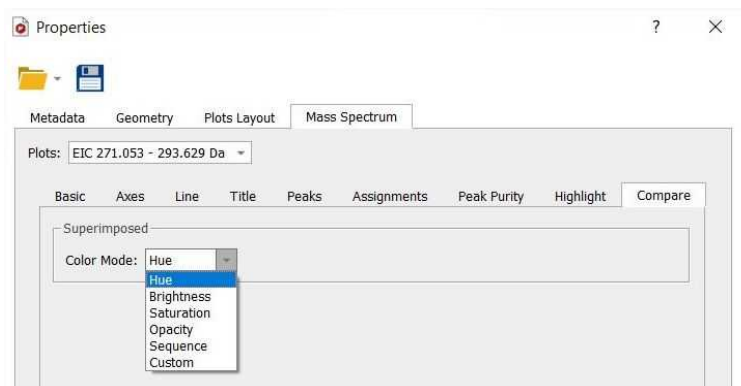 Properties ? ×
Metadata Geometry Plots Layout Mass Spectrum
Plots: EIC 271.053 - 293.629 Da
Basic Axes Line Title Peaks Assignments Peak Purity Highlight Compare
Superimposed
Color Mode: Hue
Hue
Brightness
Saturation
Opacity
Sequence
Custom